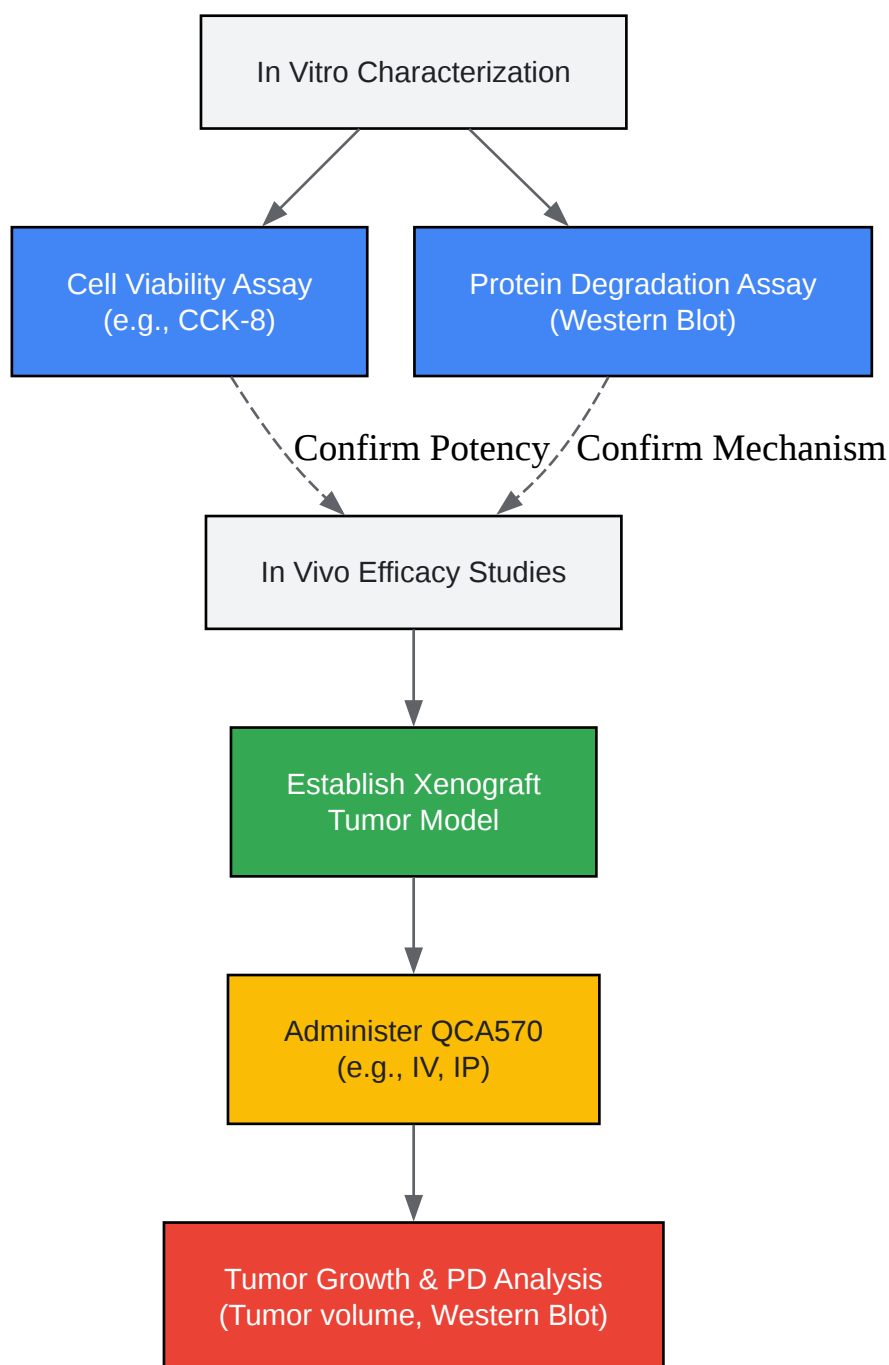 In Vitro Characterization
Cell Viability Assay
(e.g., CCK-8)
Protein Degradation Assay
(Western Blot)
Confirm Potency
Confirm Mechanism
In Vivo Efficacy Studies
Establish Xenograft
Tumor Model
Administer QCA570
(e.g., IV, IP)
Tumor Growth & PD Analysis
(Tumor volume, Western Blot)